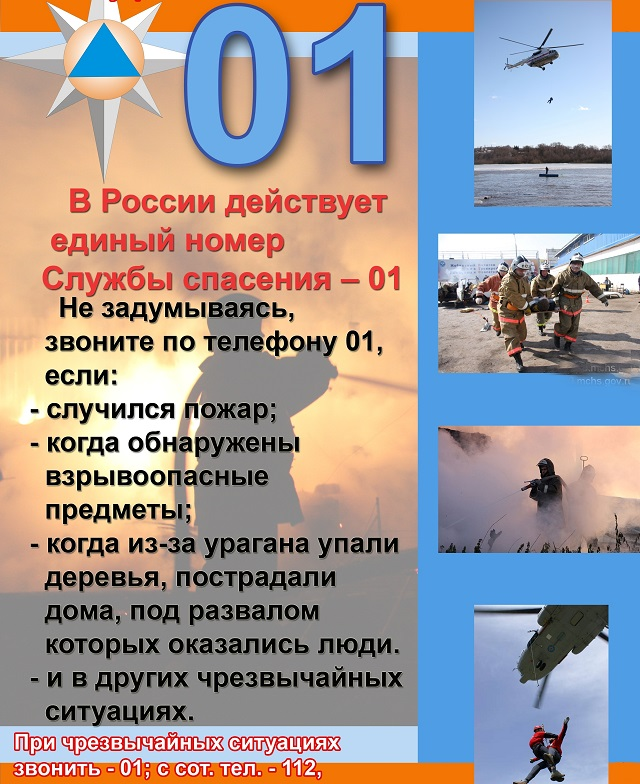 01
В России действует
единый номер
Службы спасения – 01
Не задумываясь,
звоните по телефону 01,
если:
- случился пожар;
- когда обнаружены
взрывоопасные
предметы;
- когда из-за урагана упали
деревья, пострадали
дома, под развалом
которых оказались люди.
- и в других чрезвычайных
ситуациях.
При чрезвычайных ситуациях
звонить - 01; с сот. тел. - 112,